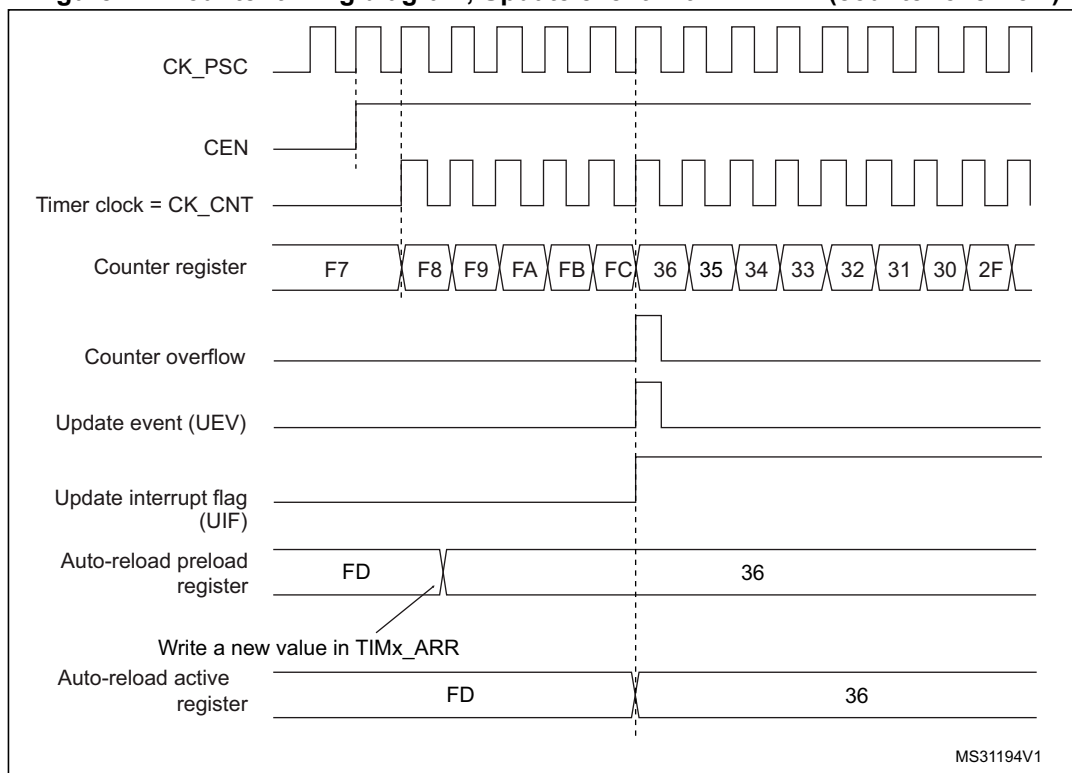 CK_PSC
CEN
Timer clock = CK_CNT
Counter register F7 F8 F9 FA FB FC 36 35 34 33 32 31 30 2F
Counter overflow
Update event (UEV)
Update interrupt flag
(UIF)
Auto-reload preload
register
FD 36
Write a new value in TIMx_ARR
Auto-reload active
register
FD 36
MS31194V1